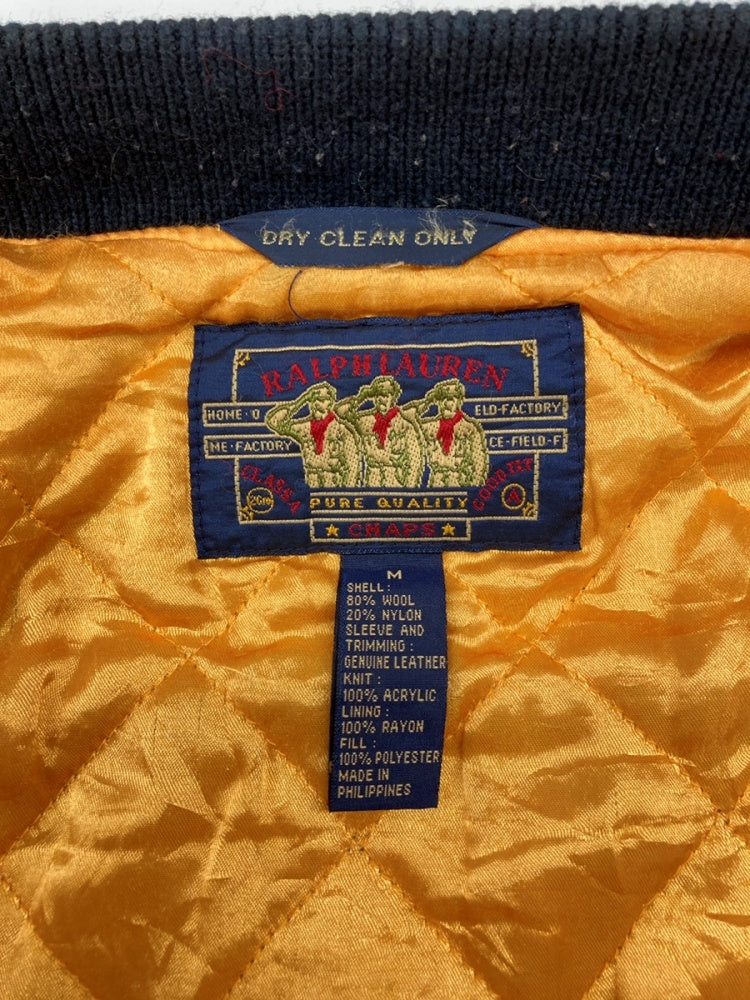 DRY CLEAN ONLY
RALPH LAUREN
HOME·O
ELD-FACTORY
ME·FACTORY
CE-FIELD-F
CLASS A
PURE QUALITY
CHAPS
M
SHELL:
80% WOOL
20% NYLON
SLEEVE AND
TRIMMING:
GENUINE LEATHER
KNIT:
100% ACRYLIC
LINING:
100% RAYON
FILL:
100% POLYESTER
MADE IN
PHILIPPINES